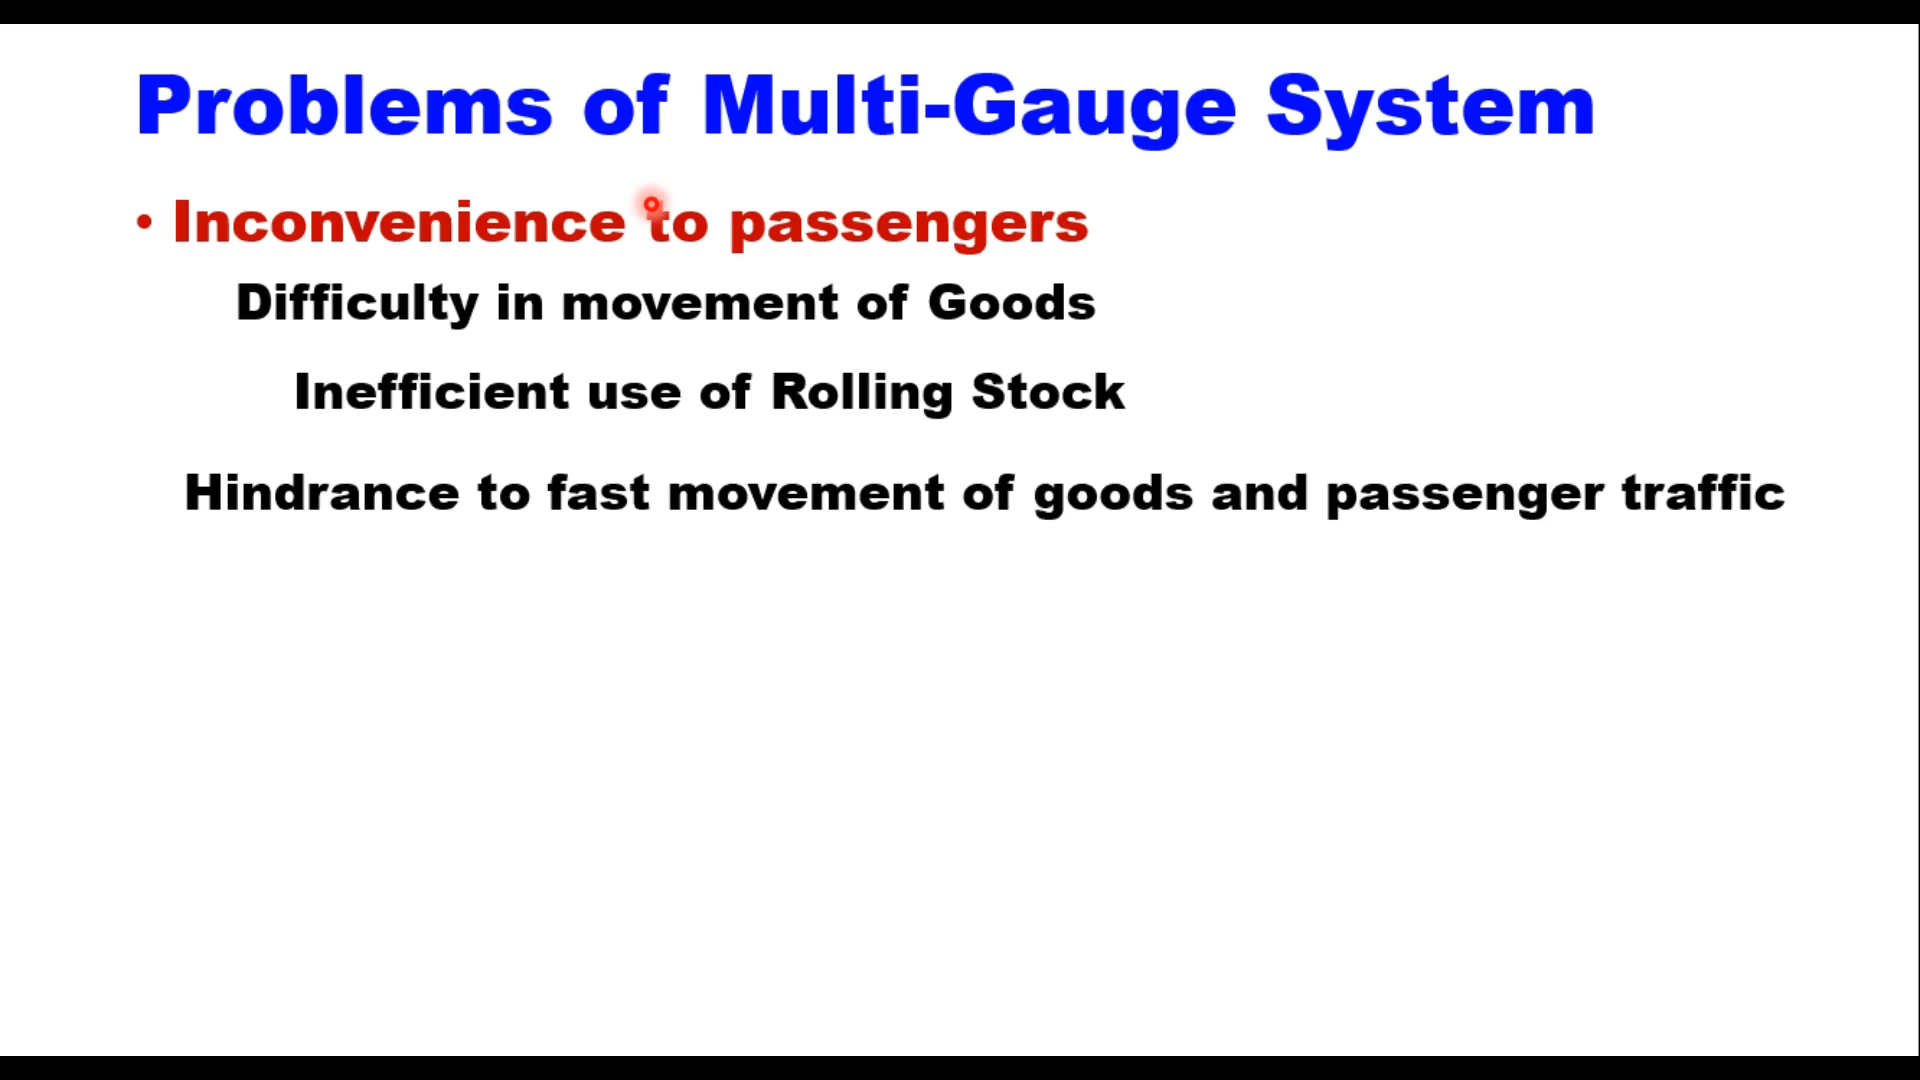 Problems of Multi-Gauge System
• Inconvenience to passengers
Difficulty in movement of Goods
Inefficient use of Rolling Stock
Hindrance to fast movement of goods and passenger traffic